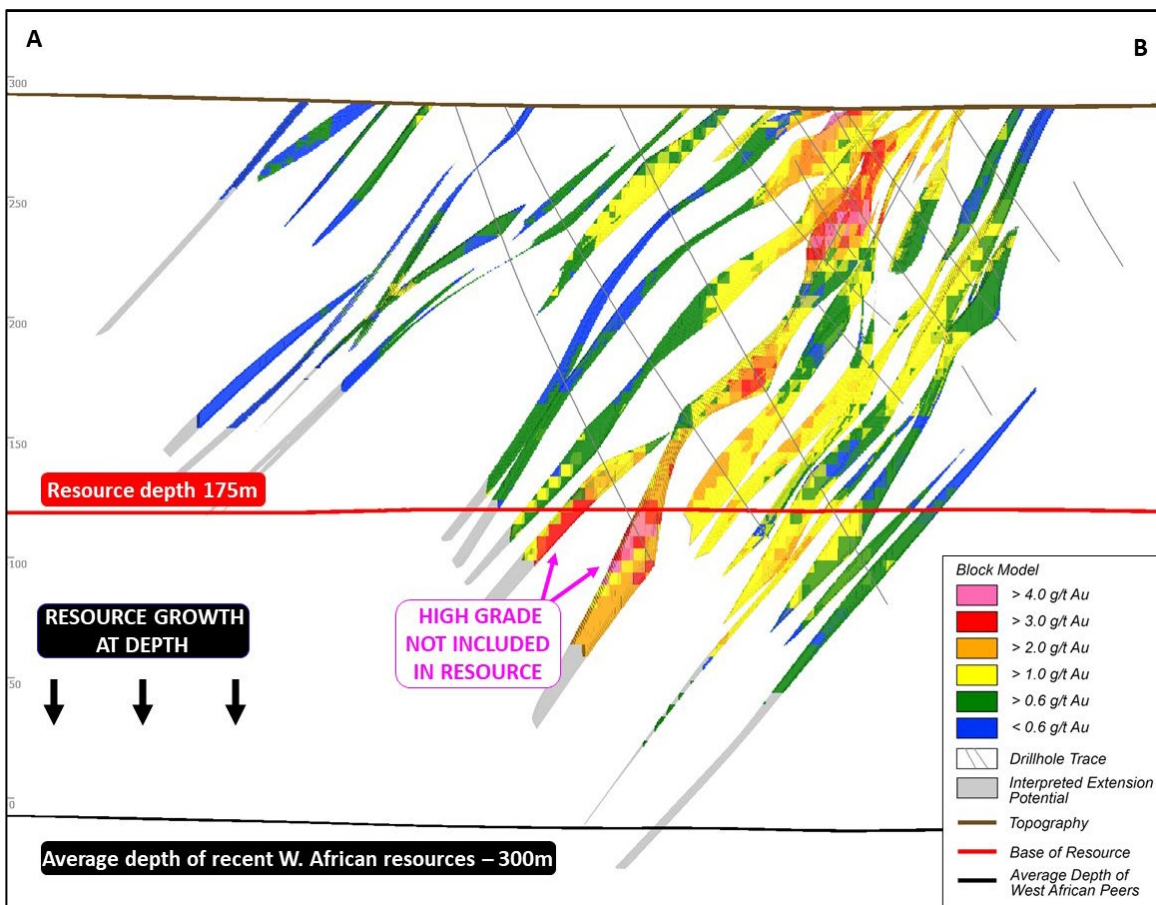 A
B
300
250
200
150
Resource depth 175m
100
RESOURCE GROWTH
AT DEPTH
HIGH GRADE
NOT INCLUDED
IN RESOURCE
50
0
Average depth of recent W. African resources – 300m
Block Model
> 4.0 g/t Au
> 3.0 g/t Au
> 2.0 g/t Au
> 1.0 g/t Au
> 0.6 g/t Au
< 0.6 g/t Au
Drillhole Trace
Interpreted Extension
Potential
Topography
Base of Resource
Average Depth of
West African Peers